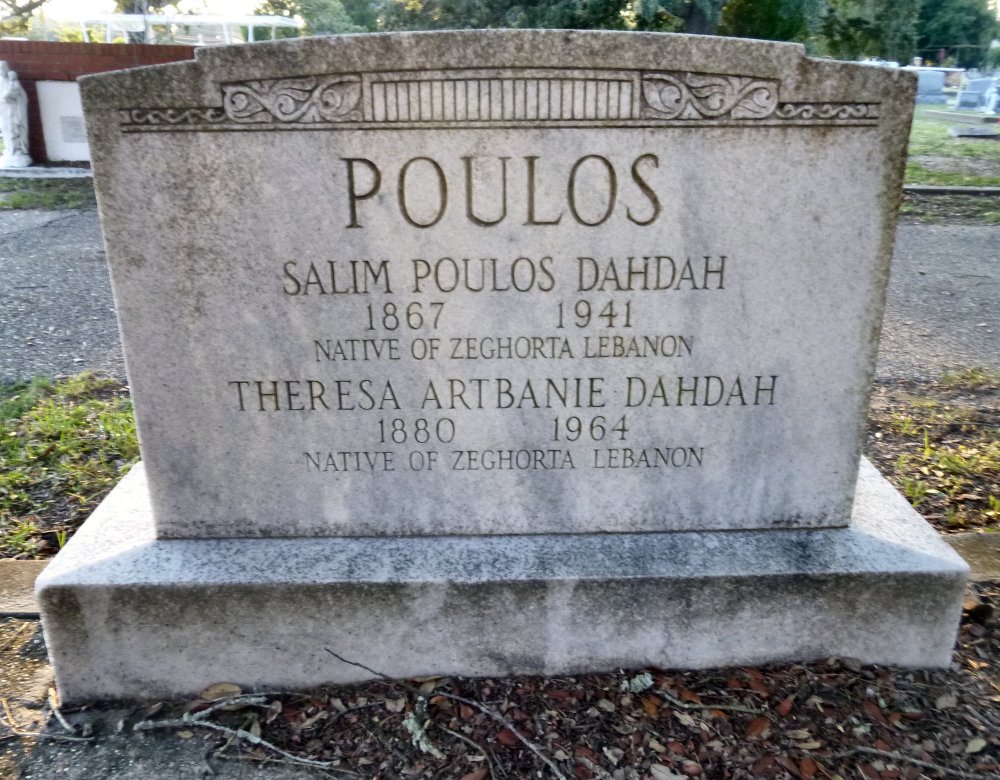 POULOS
SALIM POULOS DAHDAH
1867 1941
NATIVE OF ZEGHORTA LEBANON
THERESA ARTBANIE DAHDAH
1880 1964
NATIVE OF ZEGHORTA LEBANON